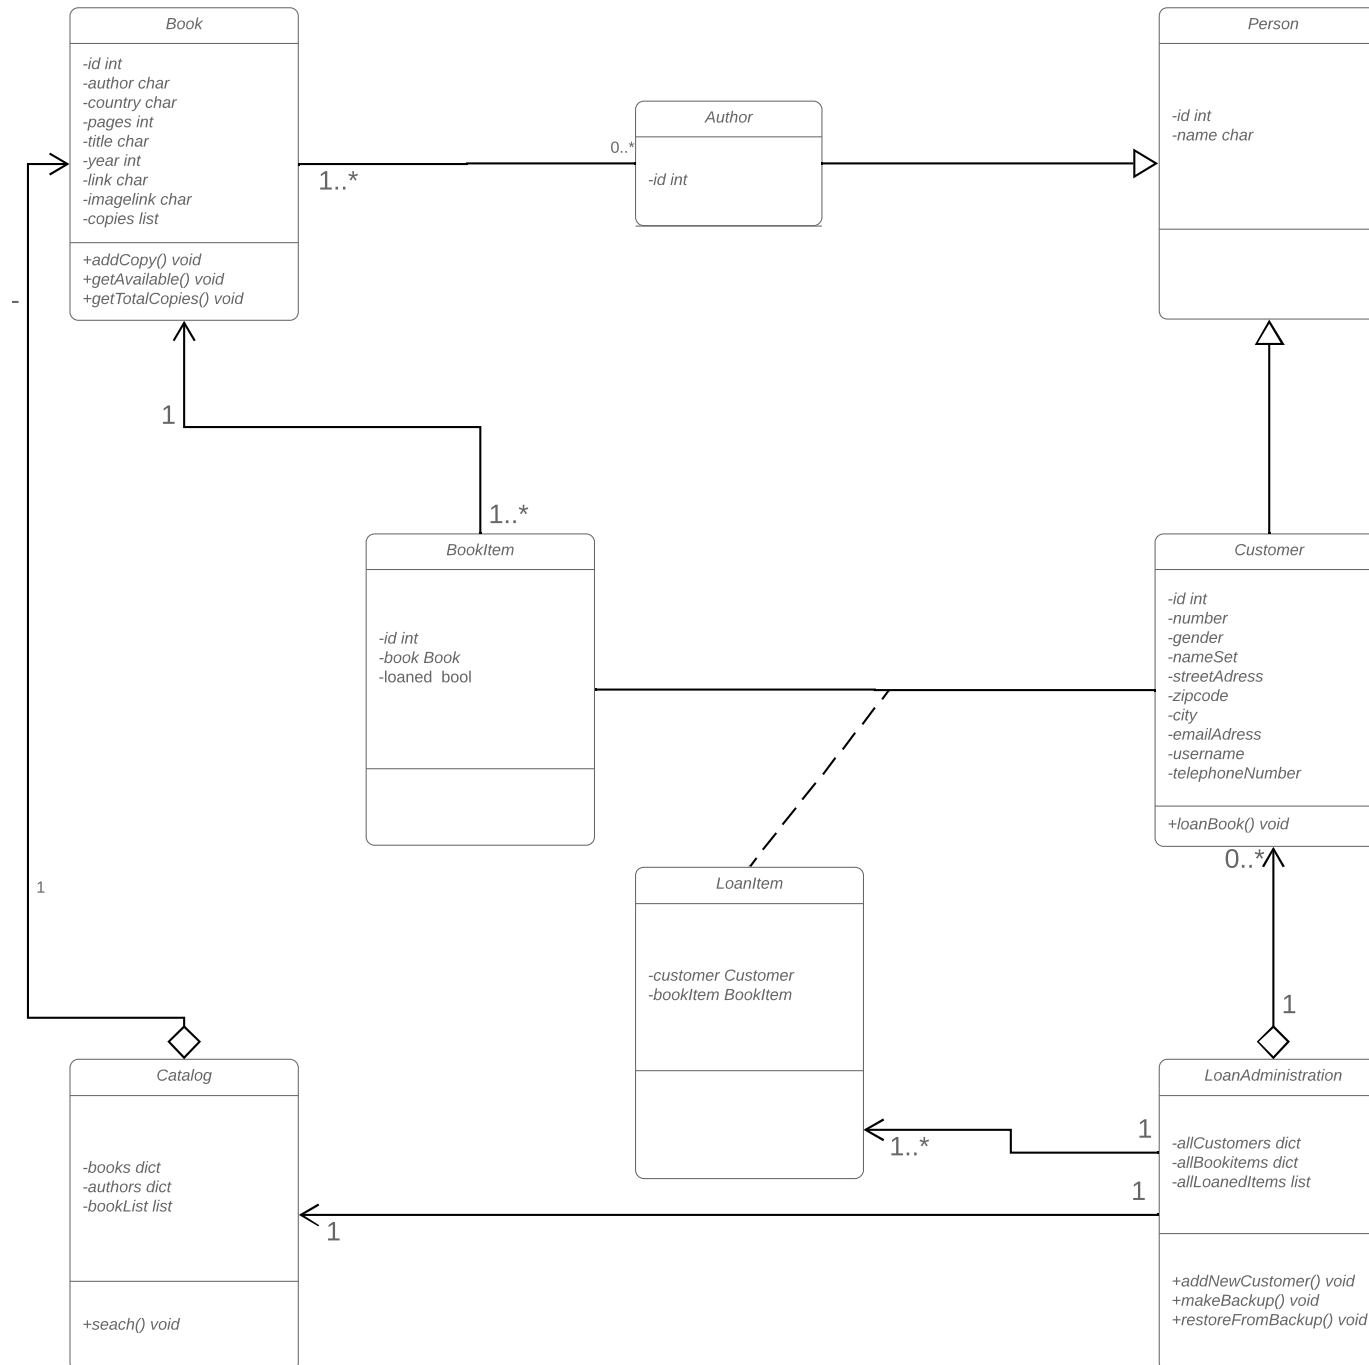 Book
-id int
-author char
-country char
-pages int
-title char
-year int
-link char
-imagelink char
-copies list
+addCopy() void
+getAvailable() void
+getTotalCopies() void
1..*
0..*
Author
-id int
Person
-id int
-name char
-
1
1..*
BookItem
-id int
-book Book
-loaned bool
Customer
-id int
-number
-gender
-nameSet
-streetAdress
-zipcode
-city
-emailAdress
-username
-telephoneNumber
+loanBook() void
0..*
1
1
LoanItem
-customer Customer
-bookItem BookItem
1..*
1
Catalog
-books dict
-authors dict
-bookList list
+seach() void
1
1
LoanAdministration
-allCustomers dict
-allBookitems dict
-allLoanedItems list
+addNewCustomer() void
+makeBackup() void
+restoreFromBackup() void